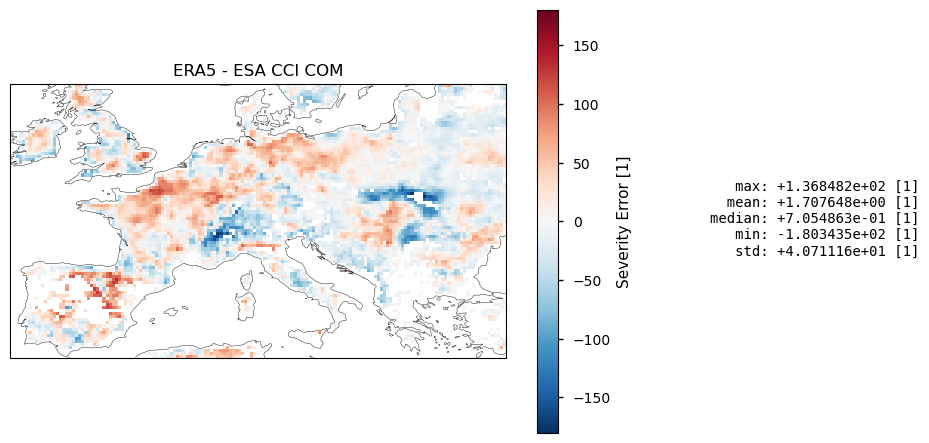 ERA5 - ESA CCI COM
150
100
50
0
−50
−100
−150
Severity Error [1]
max: +1.368482e+02 [1]
mean: +1.707648e+00 [1]
median: +7.054863e-01 [1]
min: -1.803435e+02 [1]
std: +4.071116e+01 [1]